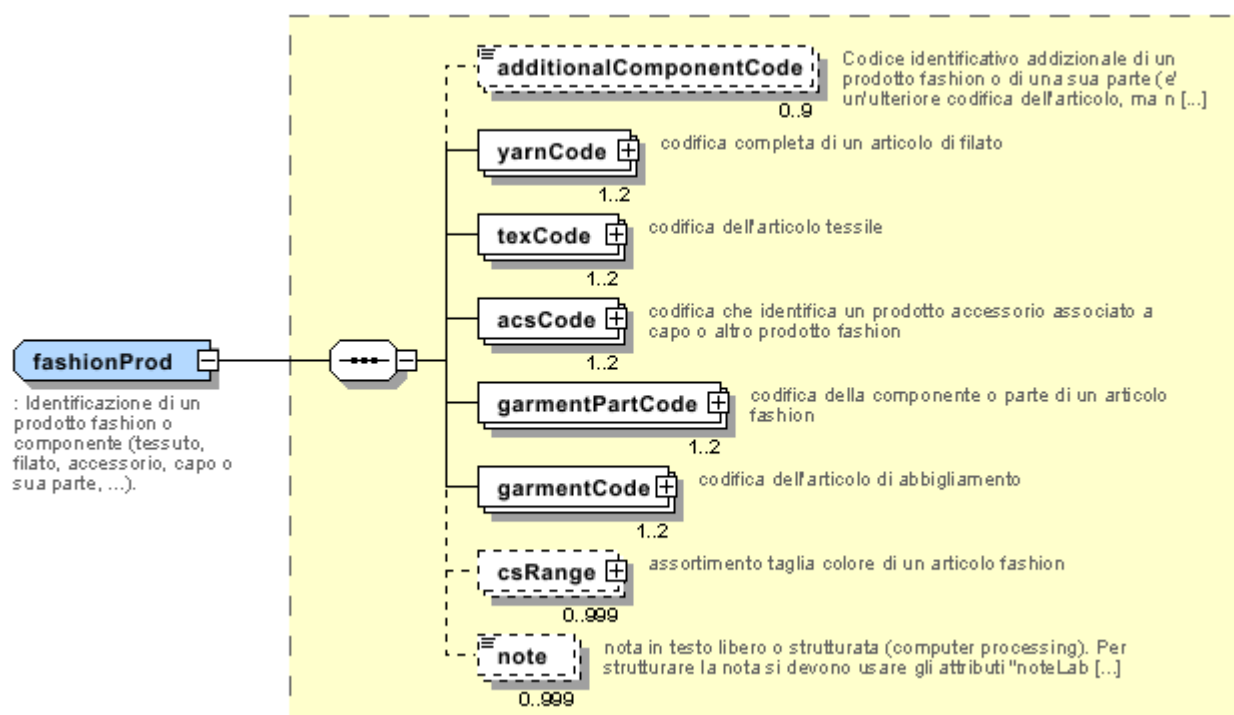 additionalComponentCode
0..9
Codice identificativo addizionale di un
prodotto fashion o di una sua parte (e'
un'ulteriore codifica dell'articolo, ma n [...]
yarnCode
1..2
codifica completa di un articolo di filato
texCode
1..2
codifica dell'articolo tessile
acsCode
1..2
codifica che identifica un prodotto accessorio associato a
capo o altro prodotto fashion
fashionProd
: Identificazione di un
prodotto fashion o
componente (tessuto,
filato, accessorio, capo o
sua parte, ...).
garmentPartCode
1..2
codifica della componente o parte di un articolo
fashion
garmentCode
1..2
codifica dell'articolo di abbigliamento
csRange
0..999
assortimento taglia colore di un articolo fashion
note
0..999
nota in testo libero o strutturata (computer processing). Per
strutturare la nota si devono usare gli attributi "noteLab [...]